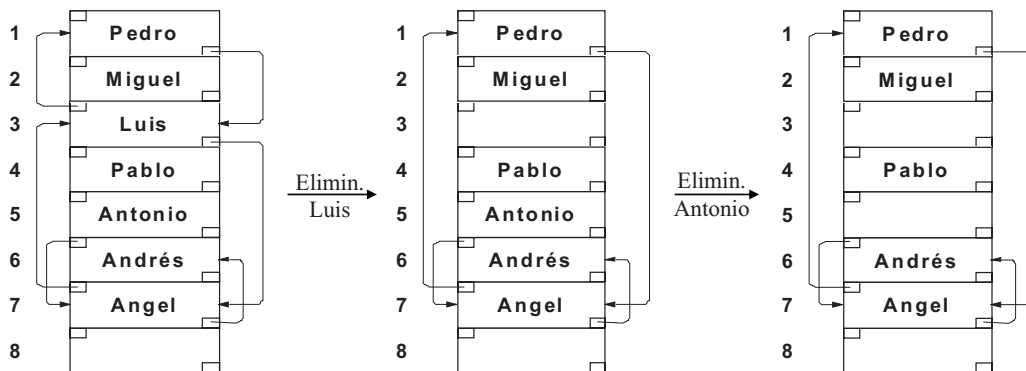 1 Pedro
2 Miguel
3 Luis
4 Pablo
5 Antonio
6 Andrés
7 Angel
8
Elimin.
Luis
1 Pedro
2 Miguel
3
4 Pablo
5 Antonio
6 Andrés
7 Angel
8
Elimin.
Antonio
1 Pedro
2 Miguel
3
4 Pablo
5
6 Andrés
7 Angel
8